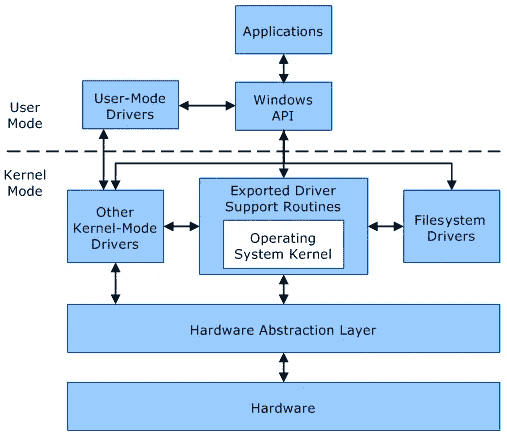 Applications
User-Mode
Drivers
Windows
API
User
Mode
Kernel
Mode
Other
Kernel-Mode
Drivers
Exported Driver
Support Routines
Operating
System Kernel
Filesystem
Drivers
Hardware Abstraction Layer
Hardware